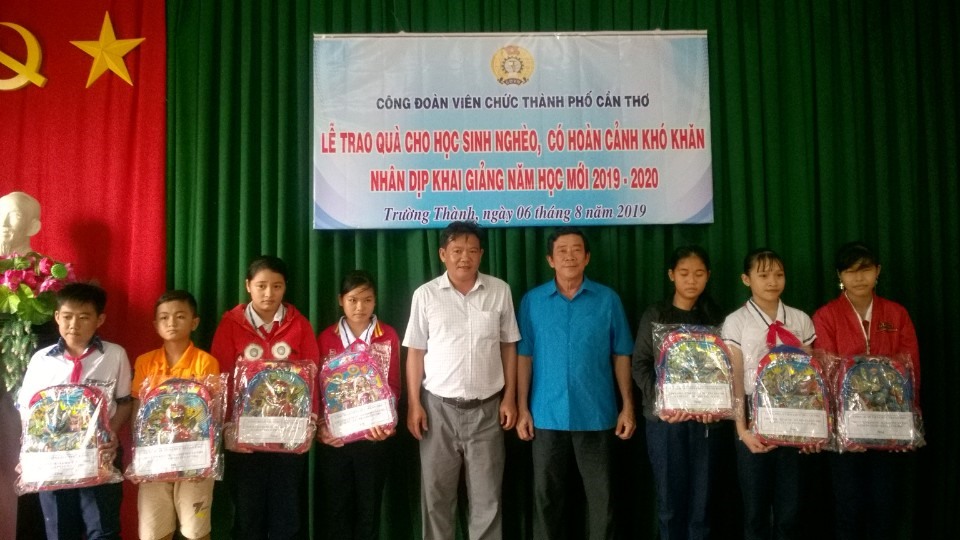 CÔNG ĐOÀN VIÊN CHỨC THÀNH PHỐ CẦN THƠ
LỄ TRAO QUÀ CHO HỌC SINH NGHÈO, CÓ HOÀN CẢNH KHÓ KHĂN
NHÂN DỊP KHAI GIẢNG NĂM HỌC MỚI 2019 - 2020
Trường Thành, ngày 06 tháng 8 năm 2019